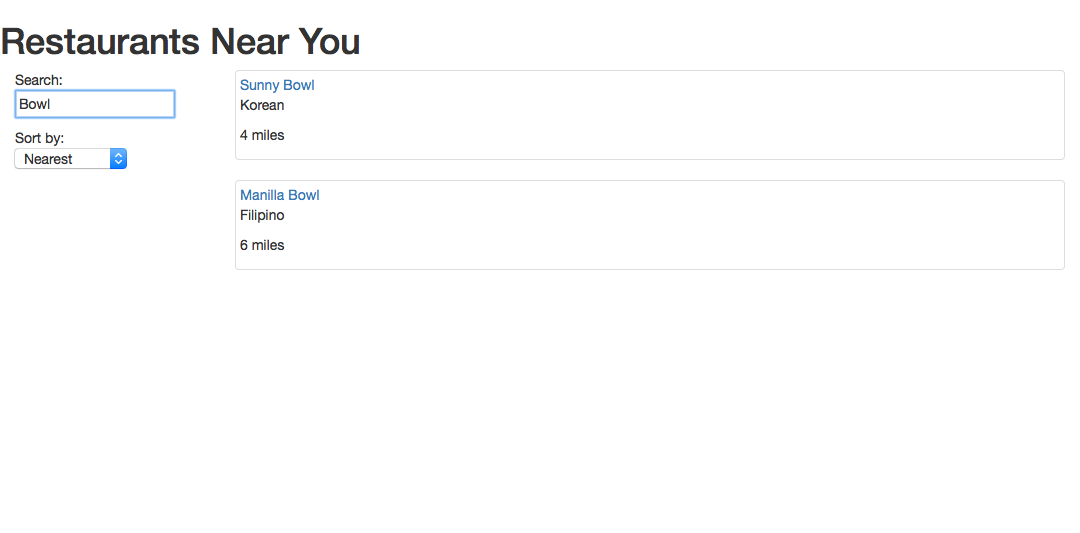 Restaurants Near You
Search:
Bowl
Sort by:
Nearest
Sunny Bowl
Korean
4 miles
Manilla Bowl
Filipino
6 miles